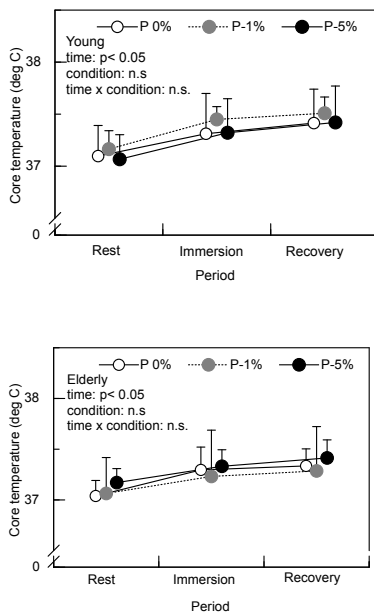 P 0% P-1% P-5%
38
Young
time: p< 0.05
condition: n.s
time x condition: n.s.
Core temperature (deg C)
37
0
Rest Immersion Recovery
Period
P 0% P-1% P-5%
38
Elderly
time: p< 0.05
condition: n.s
time x condition: n.s.
Core temperature (deg C)
37
0
Rest Immersion Recovery
Period